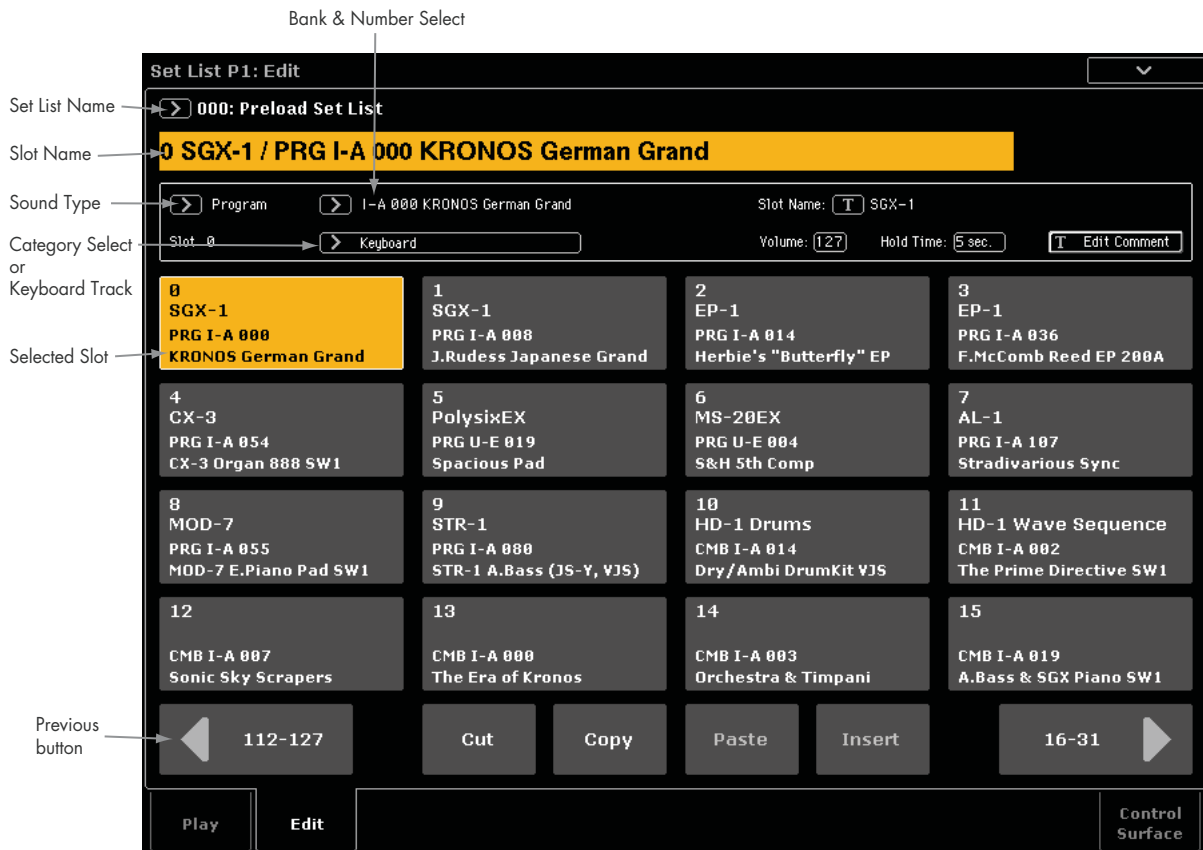 Bank & Number Select
Set List P1: Edit
Set List Name
000: Preload Set List
Slot Name
0 SGX-1 / PRG I-A 000 KRONOS German Grand
Sound Type
Program
I-A 000 KRONOS German Grand
Slot Name: T SGX-1
Category Select
or
Keyboard Track
Slot 0
Keyboard
Volume: 127
Hold Time: 5 sec.
T Edit Comment
Selected Slot
0
SGX-1
PRG I-A 000
KRONOS German Grand
1
SGX-1
PRG I-A 008
J.Rudess Japanese Grand
2
EP-1
PRG I-A 014
Herbie's "Butterfly" EP
3
EP-1
PRG I-A 036
F.McComb Reed EP 200A
4
CX-3
PRG I-A 054
CX-3 Organ 888 SW1
5
PolysixEX
PRG U-E 019
Spacious Pad
6
MS-20EX
PRG U-E 004
S&H 5th Comp
7
AL-1
PRG I-A 107
Stradivarious Sync
8
MOD-7
PRG I-A 055
MOD-7 E.Piano Pad SW1
9
STR-1
PRG I-A 080
STR-1 A.Bass (JS-Y, VJS)
10
HD-1 Drums
CMB I-A 014
Dry/Ambi DrumKit VJS
11
HD-1 Wave Sequence
CMB I-A 002
The Prime Directive SW1
12
CMB I-A 007
Sonic Sky Scrapers
13
CMB I-A 000
The Era of Kronos
14
CMB I-A 003
Orchestra & Timpani
15
CMB I-A 019
A.Bass & SGX Piano SW1
Previous
button
112-127
Cut
Copy
Paste
Insert
16-31
Play
Edit
Control
Surface